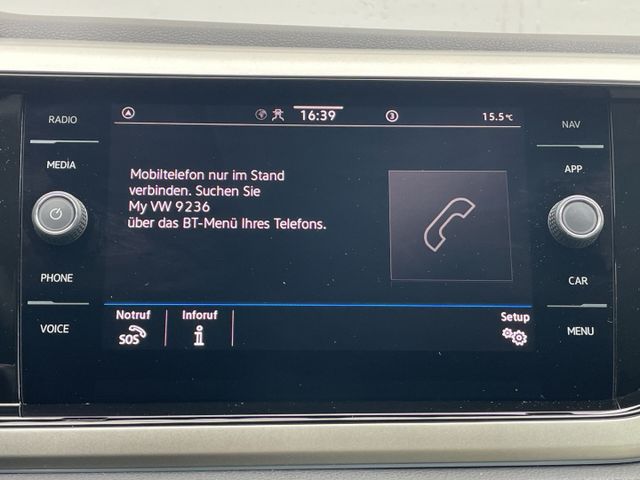 RADIO
MEDIA
PHONE
VOICE
16:39
3
15.5°C
Mobiltelefon nur im Stand
verbinden. Suchen Sie
My VW 9236
über das BT-Menü Ihres Telefons.
Notruf
SOS
Inforuf
Setup
NAV
APP
CAR
MENU